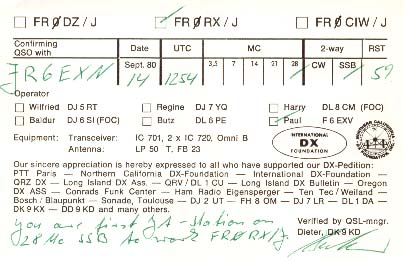 FRØDZ/J FRØRX/J FRØCIW/J
Confirming QSO with Date UTC MC 2-way RST
3,5 7 14 21 28 CW SSB
JR6EXN Sept. 80 14 1254 59
Operator
Wilfried DJ 5 RT Regine DJ 7 YQ Harry DL 8 CM (FOC)
Baldur DJ 6 SI (FOC) Butz DL 6 PE Paul F 6 EXV
Equipment: Transceiver: IC 701, 2 x IC 720, Omni B
Antenna: LP 50 T. FB 23
INTERNATIONAL DX FOUNDATION
Our sincere appreciation is hereby expressed to all who have supported our DX-Pedition:
PTT Paris — Northern California DX-Foundation — International DX-Foundation —
QRZ DX — Long Island DX Ass. — QRV / DL 1 CU — Long Island DX Bulletin — Oregon
DX ASS — Conrads Funk Center — Ham Radio Eigensperger — Ten Tec / Weiland —
Bosch / Blaupunkt — Sonade, Toulouse — DJ 2 UT — FH 8 OM — DJ 7 LR — DL 1 DA —
DK 9 KX — DD 9 KD and many others.
you are first JA-station on
28 Mc SSB to work FRØRX/J
Verified by QSL-mngr.
Dieter, DK 9 KD